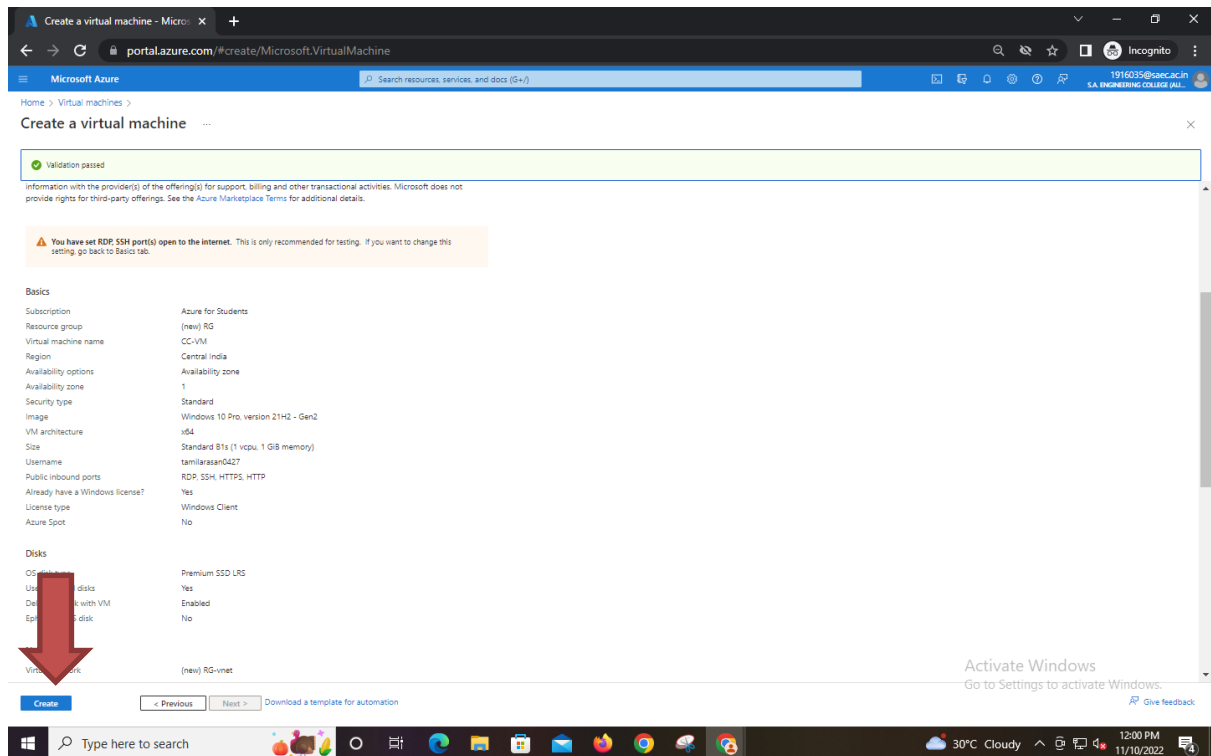 Create a virtual machine - Micros
portal.azure.com/#create/Microsoft.VirtualMachine
Incognito
Microsoft Azure
Search resources, services, and docs (G+/)
1916035@saec.ac.in
S.A. ENGINEERING COLLEGE (AU...
Home > Virtual machines >
Create a virtual machine ...
Validation passed
information with the provider(s) of the offering(s) for support, billing and other transactional activities. Microsoft does not
provide rights for third-party offerings. See the Azure Marketplace Terms for additional details.
You have set RDP, SSH port(s) open to the internet. This is only recommended for testing. If you want to change this
setting, go back to Basics tab.
Basics
Subscription Azure for Students
Resource group (new) RG
Virtual machine name CC-VM
Region Central India
Availability options Availability zone
Availability zone 1
Security type Standard
Image Windows 10 Pro, version 21H2 - Gen2
VM architecture x64
Size Standard B1s (1 vcpu, 1 GiB memory)
Username tamilarasan0427
Public inbound ports RDP, SSH, HTTPS, HTTP
Already have a Windows license? Yes
License type Windows Client
Azure Spot No
Disks
OS disk type Premium SSD LRS
Use disks Yes
with VM Enabled
disk No
(new) RG-vnet
Activate Windows
Go to Settings to activate Windows.
Create < Previous Next > Download a template for automation
Give feedback
Type here to search
30°C Cloudy
12:00 PM
11/10/2022
4